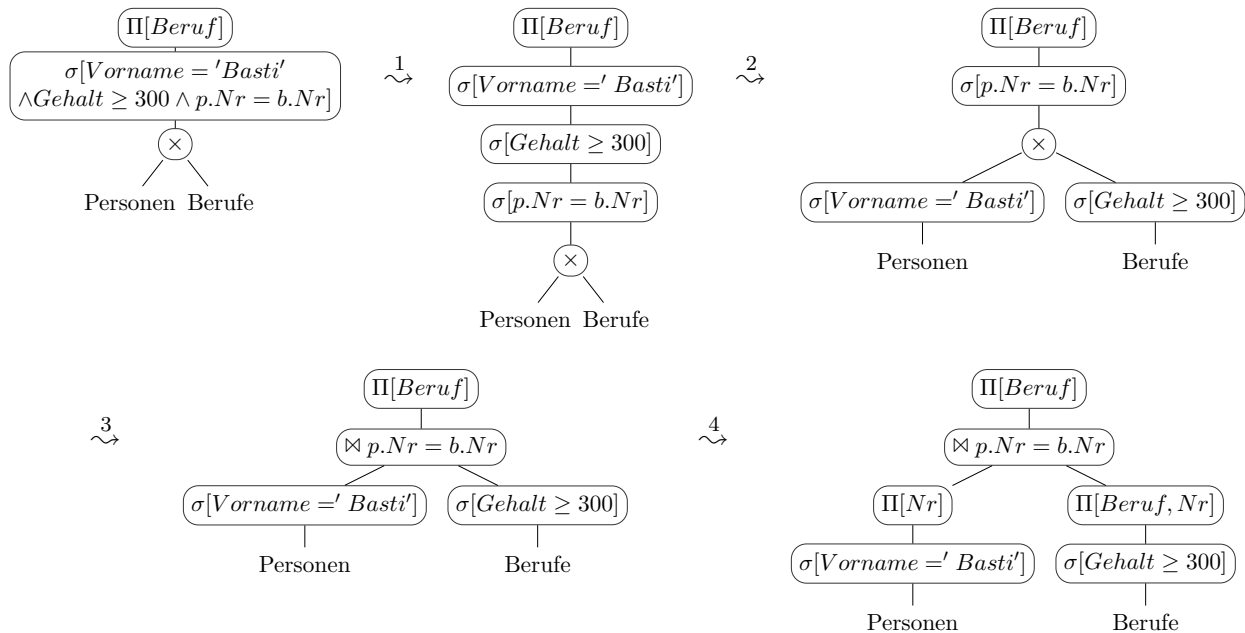 Π[Beruf]
σ[Vorname = ′Basti′
∧Gehalt ≥ 300 ∧ p.Nr = b.Nr]
×
Personen Berufe
1
⤳
Π[Beruf]
σ[Vorname =′ Basti′]
σ[Gehalt ≥ 300]
σ[p.Nr = b.Nr]
×
Personen Berufe
2
⤳
Π[Beruf]
σ[p.Nr = b.Nr]
×
σ[Vorname =′ Basti′] σ[Gehalt ≥ 300]
Personen Berufe
3
⤳
Π[Beruf]
⋈ p.Nr = b.Nr
σ[Vorname =′ Basti′] σ[Gehalt ≥ 300]
Personen Berufe
4
⤳
Π[Beruf]
⋈ p.Nr = b.Nr
Π[Nr] Π[Beruf, Nr]
σ[Vorname =′ Basti′] σ[Gehalt ≥ 300]
Personen Berufe